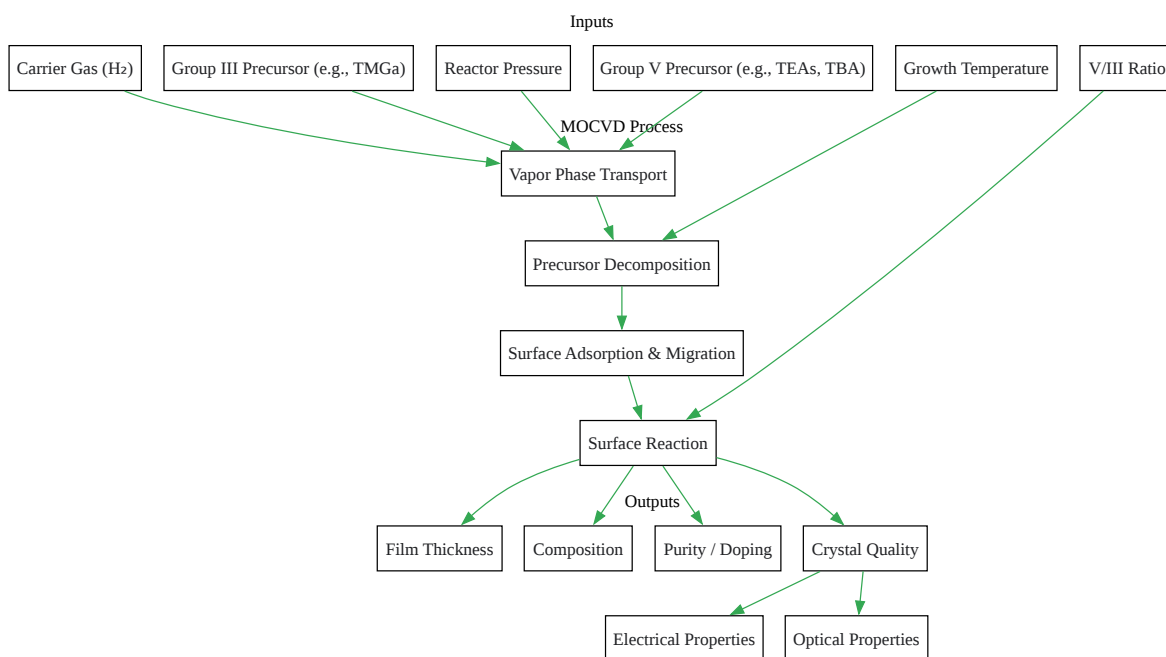 Inputs
Carrier Gas (H₂)
Group III Precursor (e.g., TMGa)
Reactor Pressure
Group V Precursor (e.g., TEAs, TBA)
Growth Temperature
V/III Ratio
MOCVD Process
Vapor Phase Transport
Precursor Decomposition
Surface Adsorption & Migration
Surface Reaction
Outputs
Film Thickness
Composition
Purity / Doping
Crystal Quality
Electrical Properties
Optical Properties